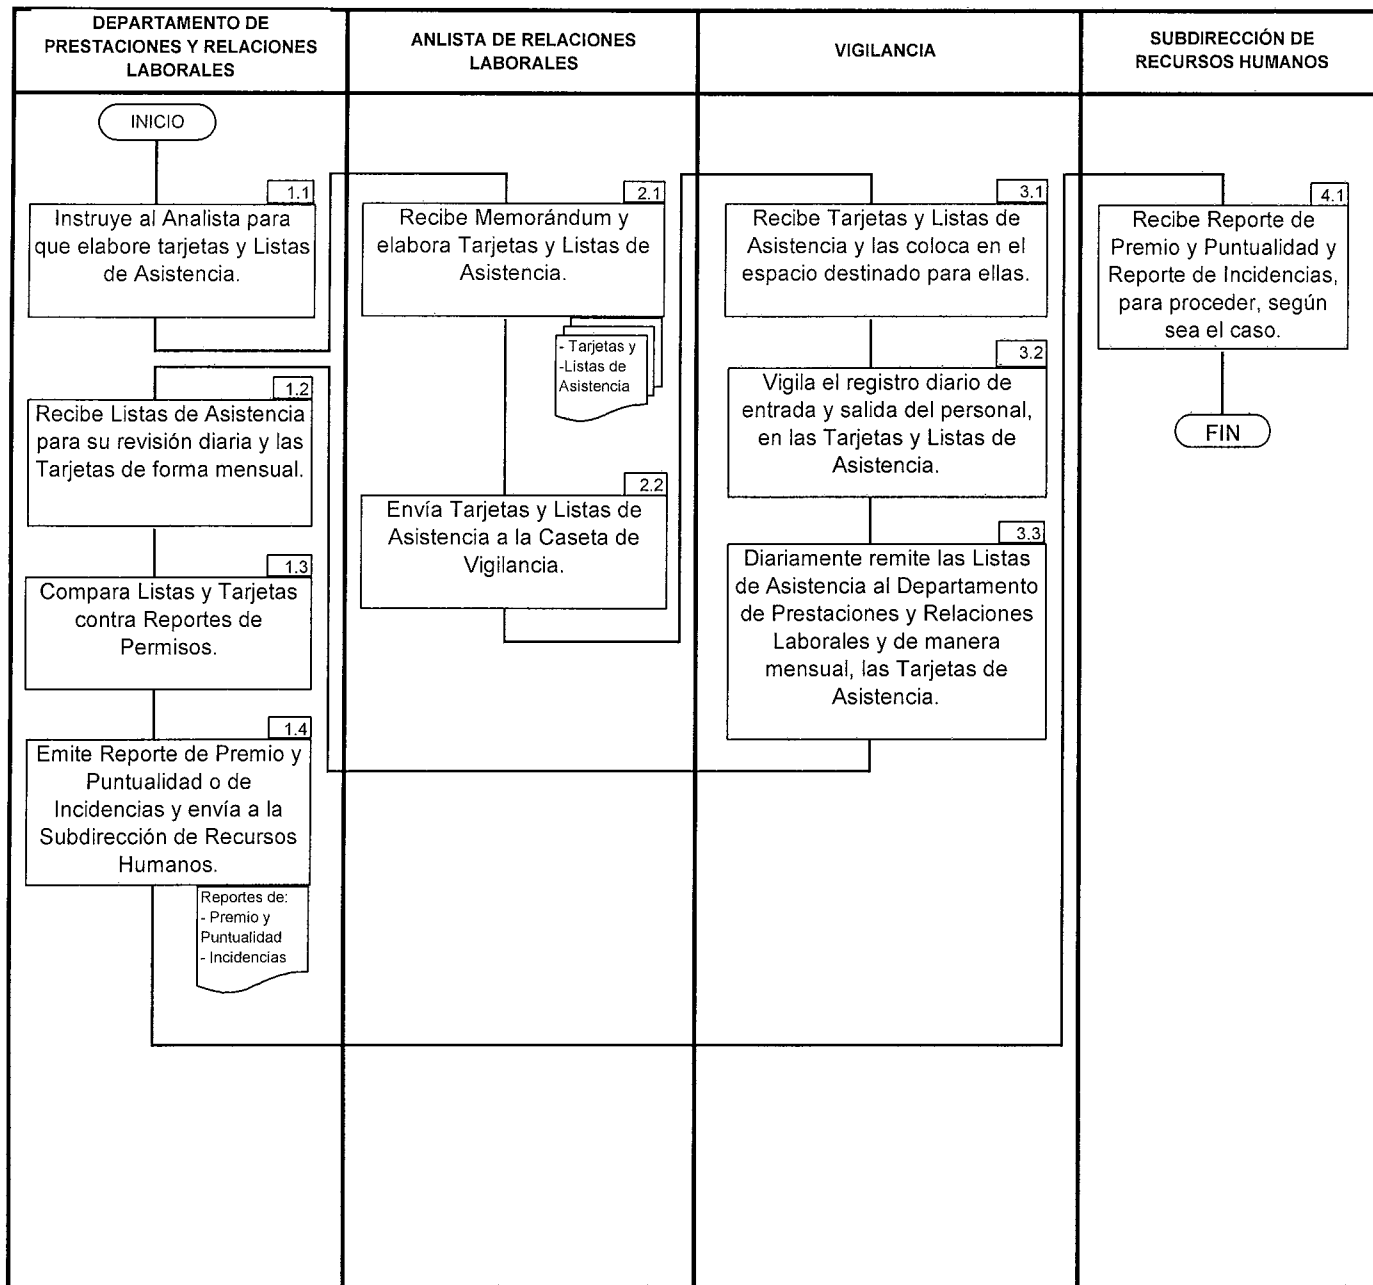 DEPARTAMENTO DE
PRESTACIONES Y RELACIONES
LABORALES
ANLISTA DE RELACIONES
LABORALES
VIGILANCIA
SUBDIRECCIÓN DE
RECURSOS HUMANOS
INICIO
1.1
Instruye al Analista para
que elabore tarjetas y Listas
de Asistencia.
1.2
Recibe Listas de Asistencia
para su revisión diaria y las
Tarjetas de forma mensual.
1.3
Compara Listas y Tarjetas
contra Reportes de
Permisos.
1.4
Emite Reporte de Premio y
Puntualidad o de
Incidencias y envía a la
Subdirección de Recursos
Humanos.
Reportes de:
- Premio y
Puntualidad
- Incidencias
2.1
Recibe Memorándum y
elabora Tarjetas y Listas de
Asistencia.
- Tarjetas y
-Listas de
Asistencia
2.2
Envía Tarjetas y Listas de
Asistencia a la Caseta de
Vigilancia.
3.1
Recibe Tarjetas y Listas de
Asistencia y las coloca en el
espacio destinado para ellas.
3.2
Vigila el registro diario de
entrada y salida del personal,
en las Tarjetas y Listas de
Asistencia.
3.3
Diariamente remite las Listas
de Asistencia al Departamento
de Prestaciones y Relaciones
Laborales y de manera
mensual, las Tarjetas de
Asistencia.
4.1
Recibe Reporte de
Premio y Puntualidad y
Reporte de Incidencias,
para proceder, según
sea el caso.
FIN